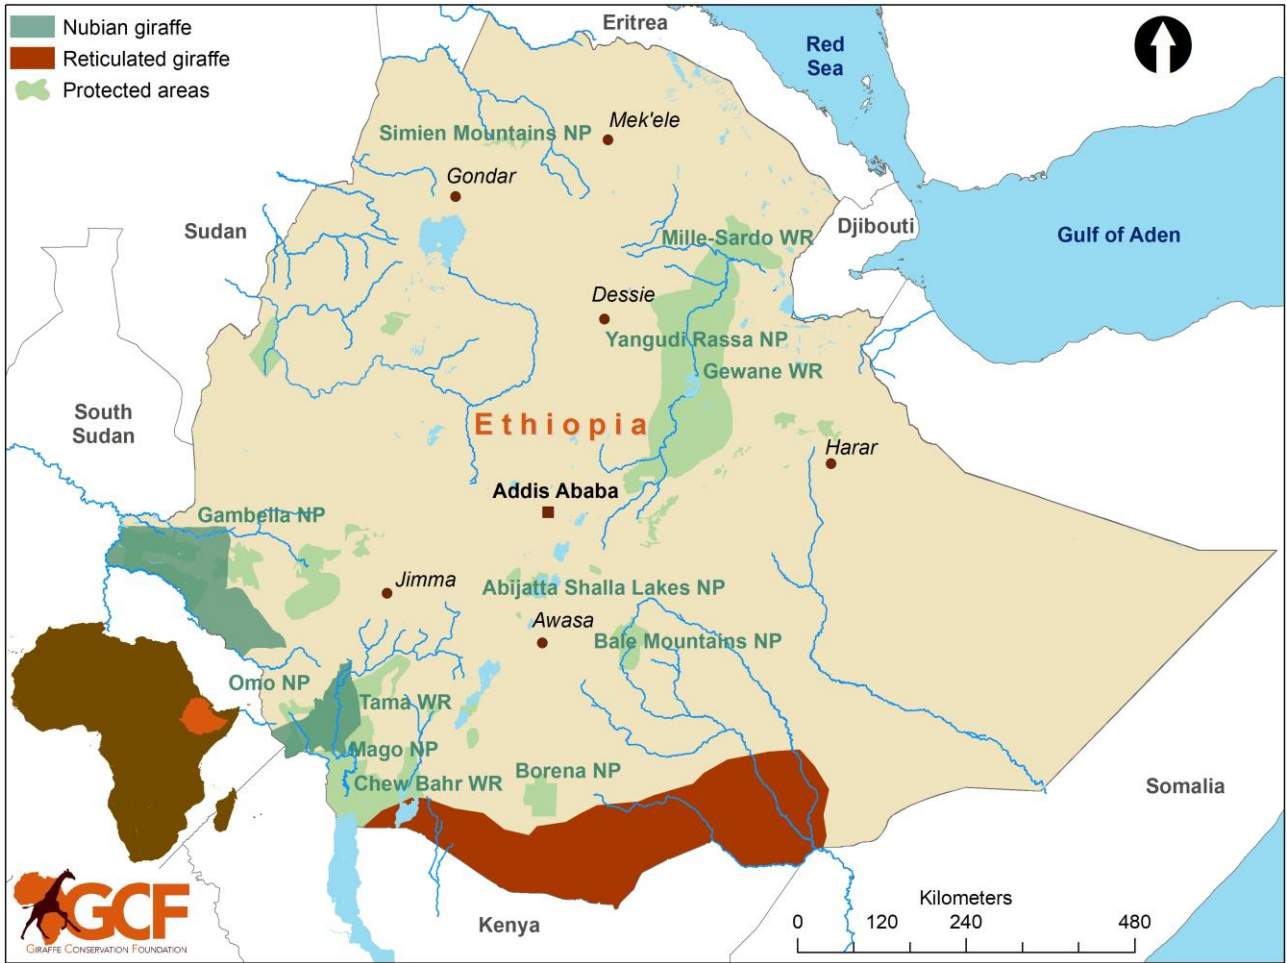 Nubian giraffe
Reticulated giraffe
Protected areas
Eritrea
Red
Sea
Mek'ele
Simien Mountains NP
Gondar
Sudan
Mille-Sardo WR
Djibouti
Gulf of Aden
Dessie
Yangudi Rassa NP
Gewane WR
South
Sudan
Ethiopia
Harar
Addis Ababa
Gambella NP
Jimma
Abijatta Shalla Lakes NP
Awasa
Bale Mountains NP
Omo NP
Tama WR
Mago NP
Borena NP
Chew Bahr WR
Somalia
Kenya
Kilometers
0 120 240 480
GCF
GIRAFFE CONSERVATION FOUNDATION